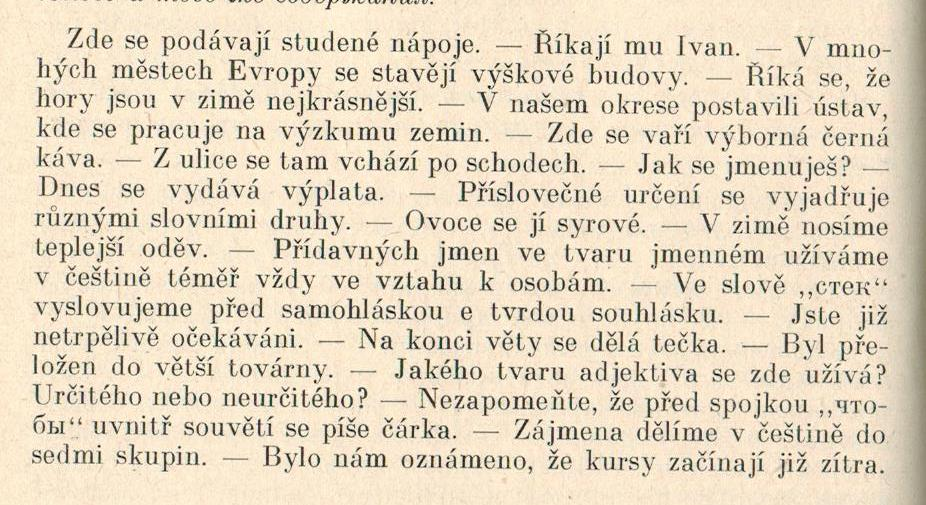 Zde se podávají studené nápoje. — Říkají mu Ivan. — V mno-
hých městech Evropy se stavějí výškové budovy. — Říká se, že
hory jsou v zimě nejkrásnější. — V našem okrese postavili ústav,
kde se pracuje na výzkumu zemin. — Zde se vaří výborná černá
káva. — Z ulice se tam vchází po schodech. — Jak se jmenuješ? —
Dnes se vydává výplata. — Příslovečné určení se vyjadřuje
různými slovními druhy. — Ovoce se jí syrové. — V zimě nosíme
teplejší oděv. — Přídavných jmen ve tvaru jmenném užíváme
v češtině téměř vždy ve vztahu k osobám. — Ve slově „стек“
vyslovujeme před samohláskou e tvrdou souhlásku. — Jste již
netrpělivě očekáváni. — Na konci věty se dělá tečka. — Byl pře-
ložen do větší továrny. — Jakého tvaru adjektiva se zde užívá?
Určitého nebo neurčitého? — Nezapomeňte, že před spojkou „что-
бы“ uvnitř souvětí se píše čárka. — Zájmena dělíme v češtině do
sedmi skupin. — Bylo nám oznámeno, že kursy začínají již zítra.